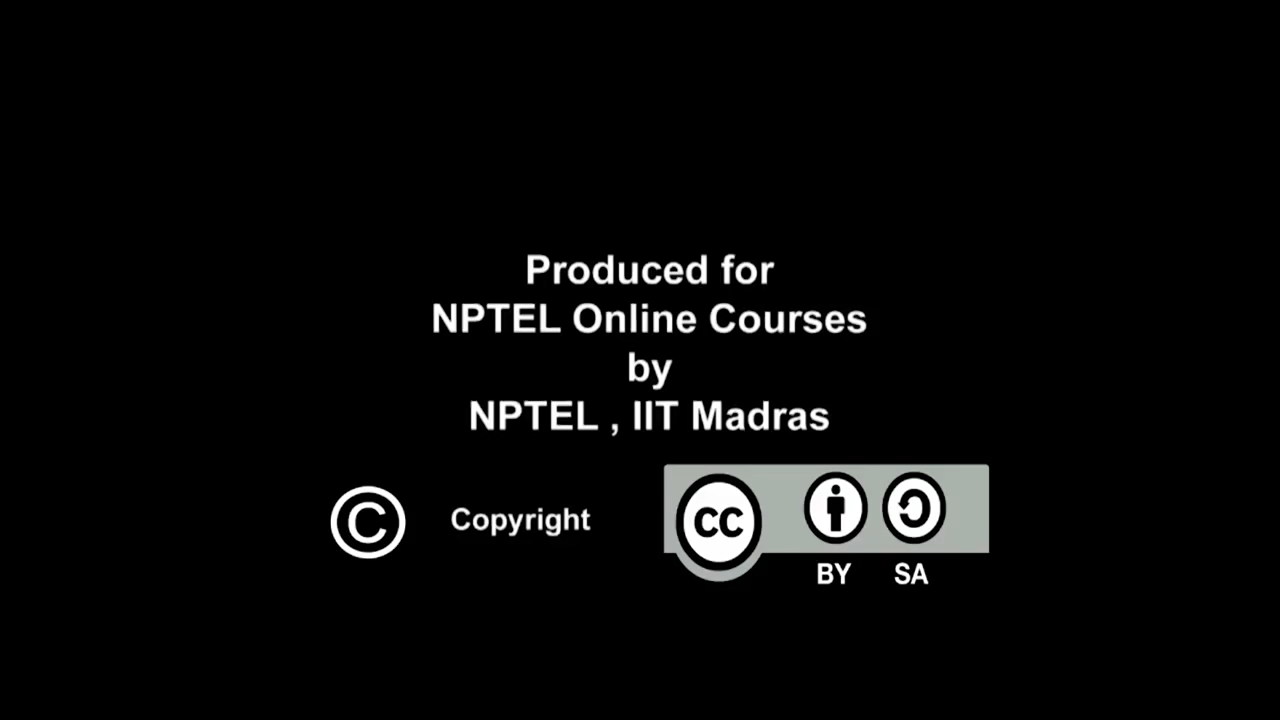 Produced for
NPTEL Online Courses
by
NPTEL , IIT Madras
© Copyright
cc
BY SA